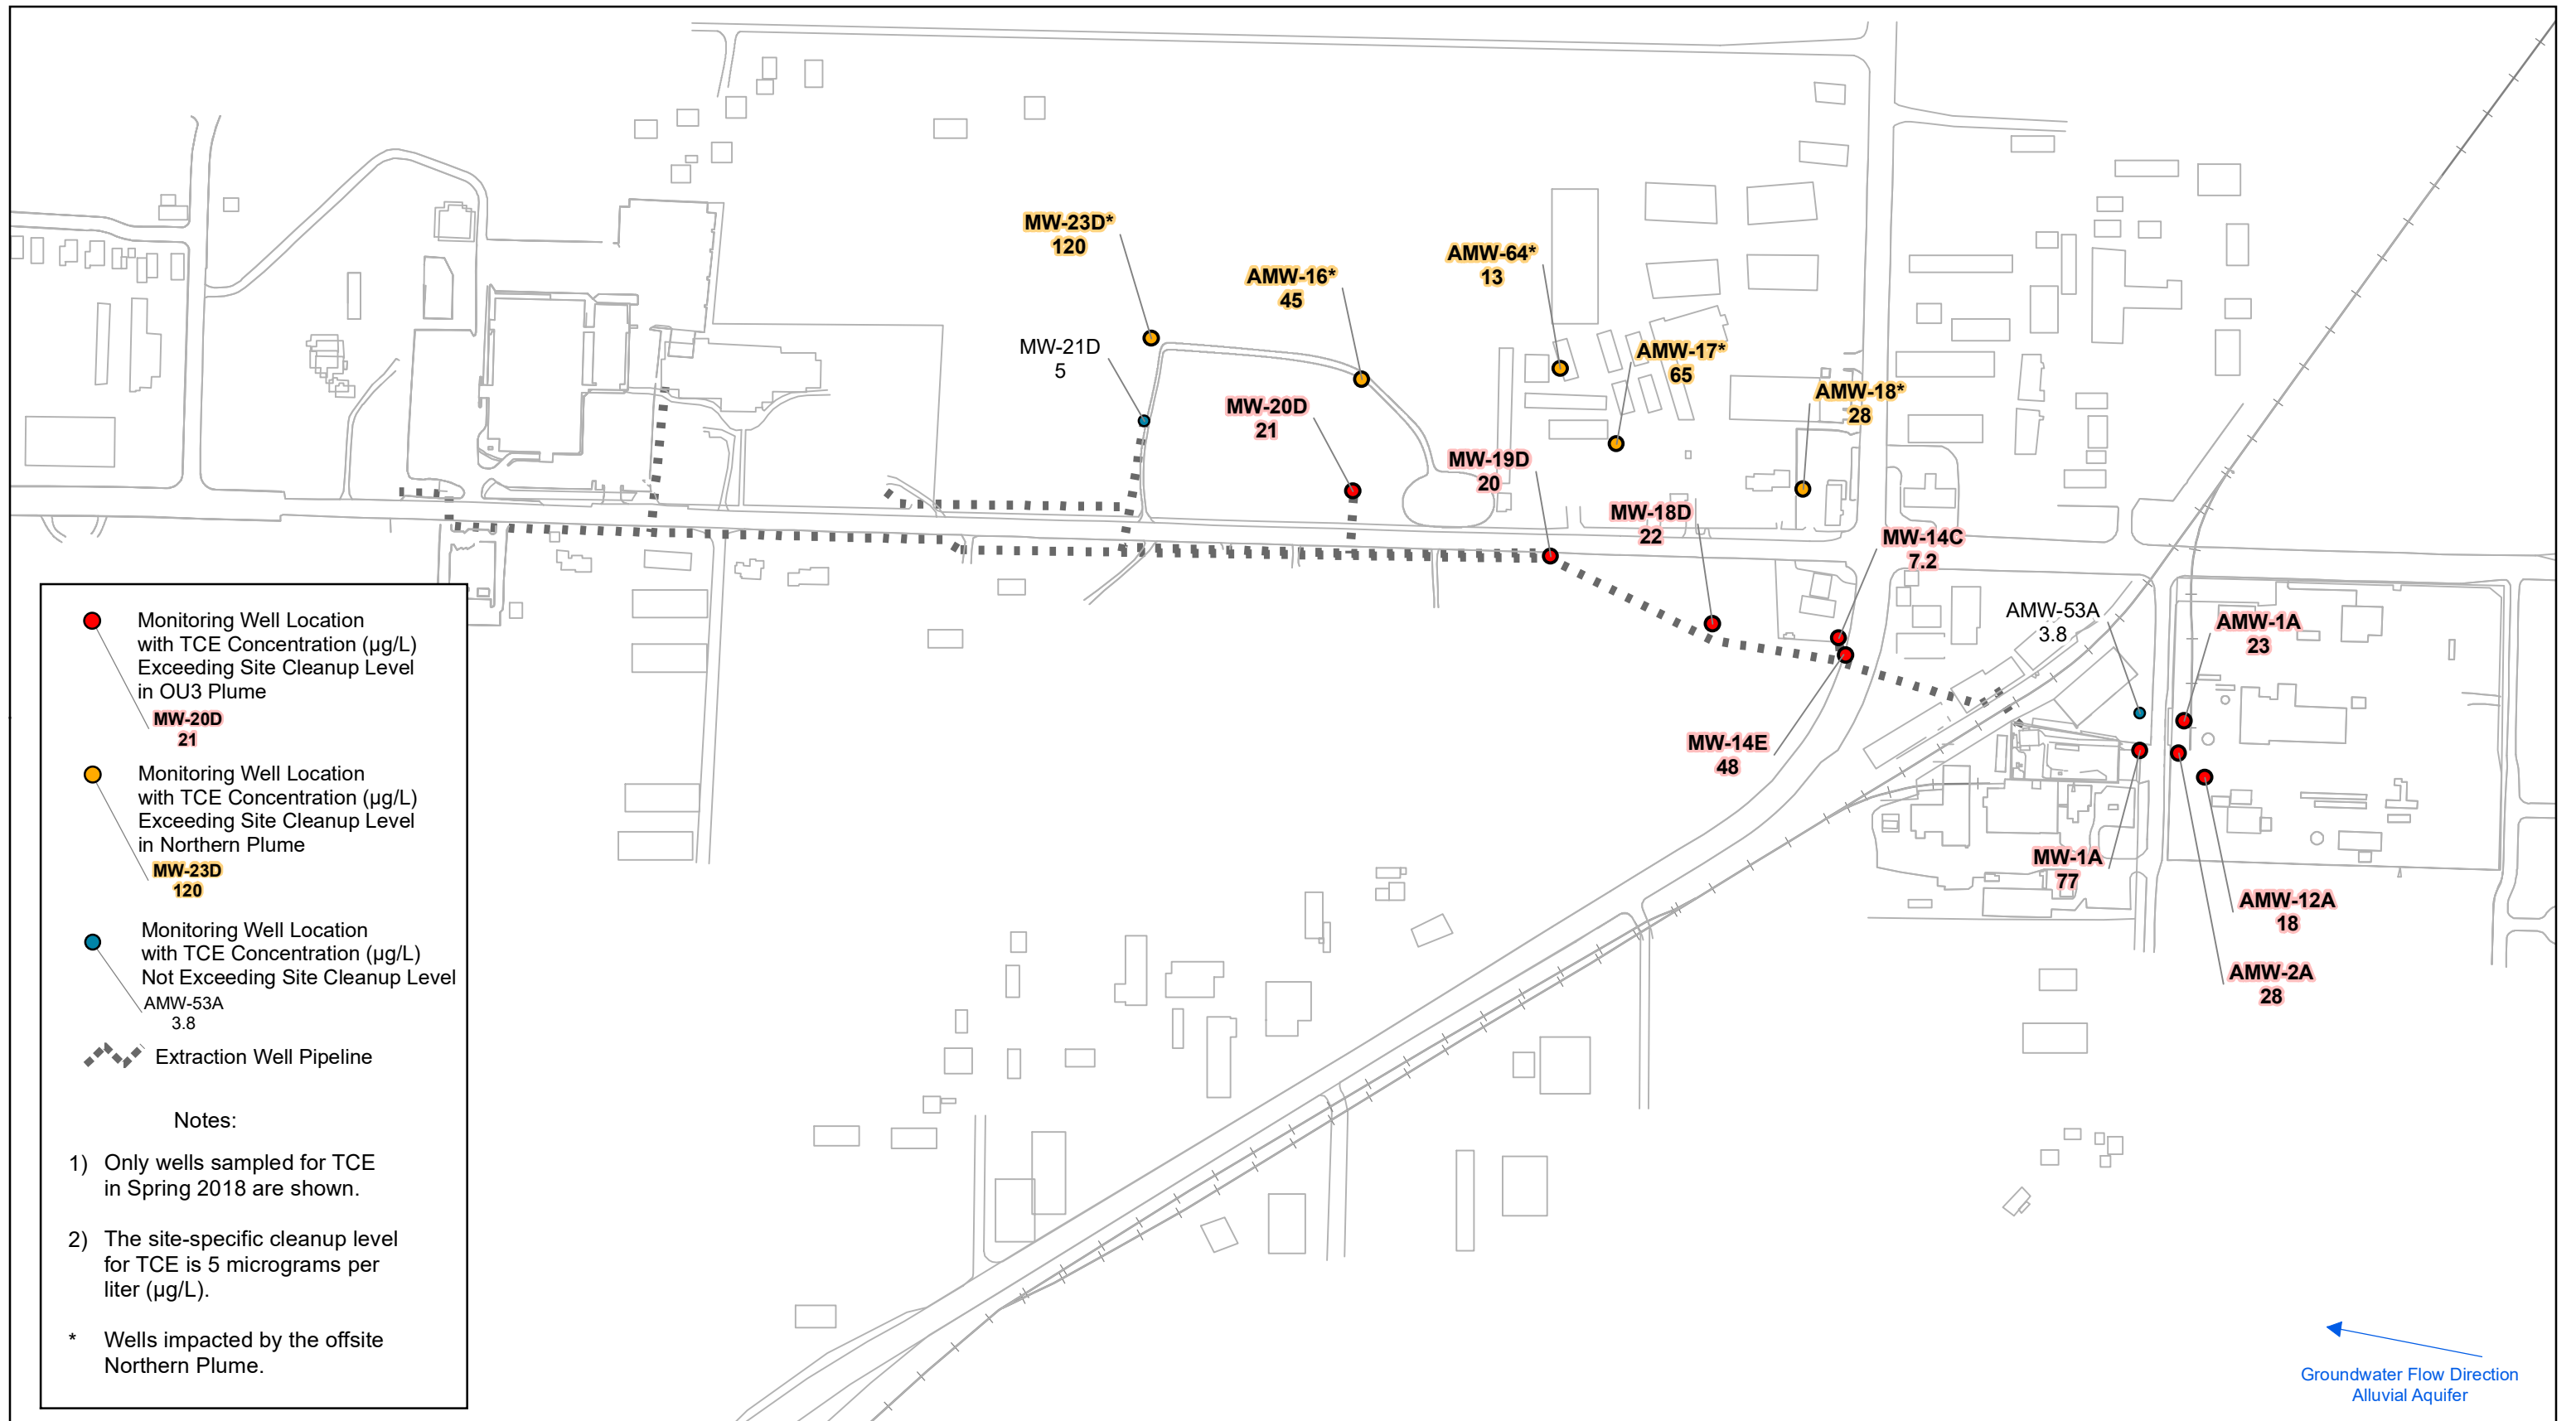 MW-23D*
120
AMW-16*
45
AMW-64*
13
MW-21D
5
AMW-17*
65
AMW-18*
28
MW-20D
21
MW-19D
20
MW-18D
22
MW-14C
7.2
AMW-53A
3.8
AMW-1A
23
MW-14E
48
MW-1A
77
AMW-12A
18
AMW-2A
28
Monitoring Well Location
with TCE Concentration (µg/L)
Exceeding Site Cleanup Level
in OU3 Plume
MW-20D
21
Monitoring Well Location
with TCE Concentration (µg/L)
Exceeding Site Cleanup Level
in Northern Plume
MW-23D
120
Monitoring Well Location
with TCE Concentration (µg/L)
Not Exceeding Site Cleanup Level
AMW-53A
3.8
Extraction Well Pipeline
Notes:
1) Only wells sampled for TCE
in Spring 2018 are shown.
2) The site-specific cleanup level
for TCE is 5 micrograms per
liter (µg/L).
* Wells impacted by the offsite
Northern Plume.
Groundwater Flow Direction
Alluvial Aquifer